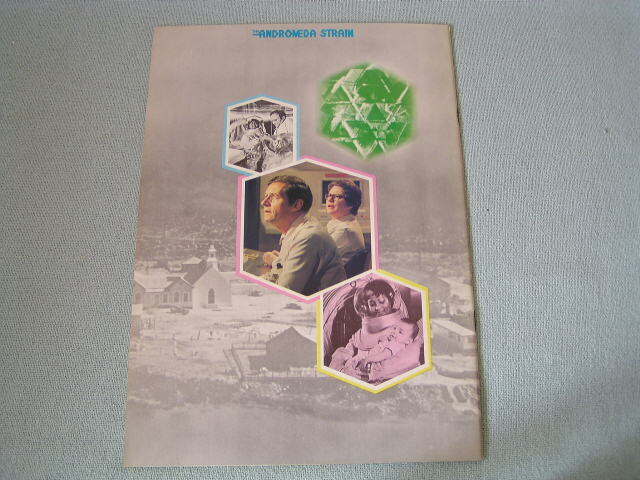 THE ANDROMEDA STRAIN